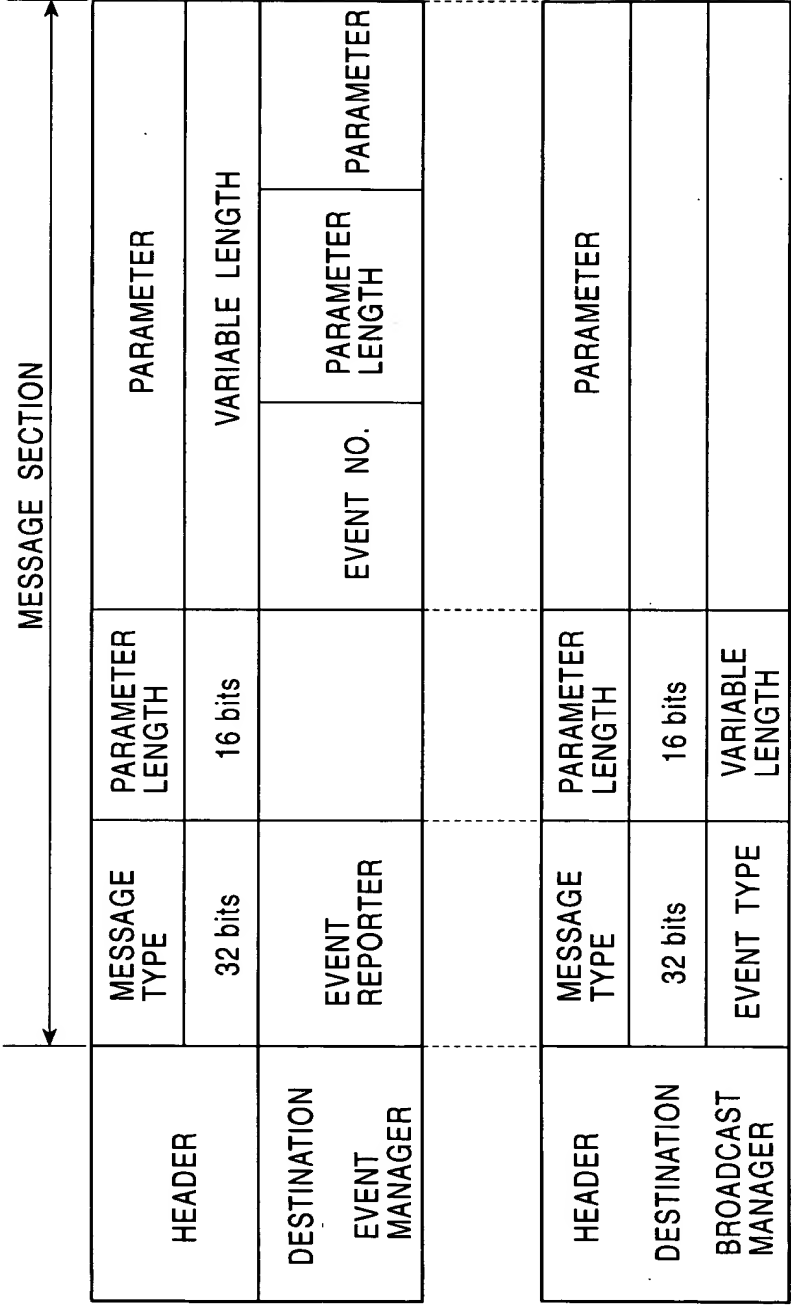 MESSAGE SECTION
HEADER
MESSAGE
TYPE
PARAMETER
LENGTH
PARAMETER
32 bits
16 bits
VARIABLE LENGTH
DESTINATION
EVENT
MANAGER
EVENT
REPORTER
EVENT NO.
PARAMETER
LENGTH
PARAMETER
HEADER
DESTINATION
BROADCAST
MANAGER
MESSAGE
TYPE
PARAMETER
LENGTH
PARAMETER
32 bits
16 bits
EVENT TYPE
VARIABLE
LENGTH